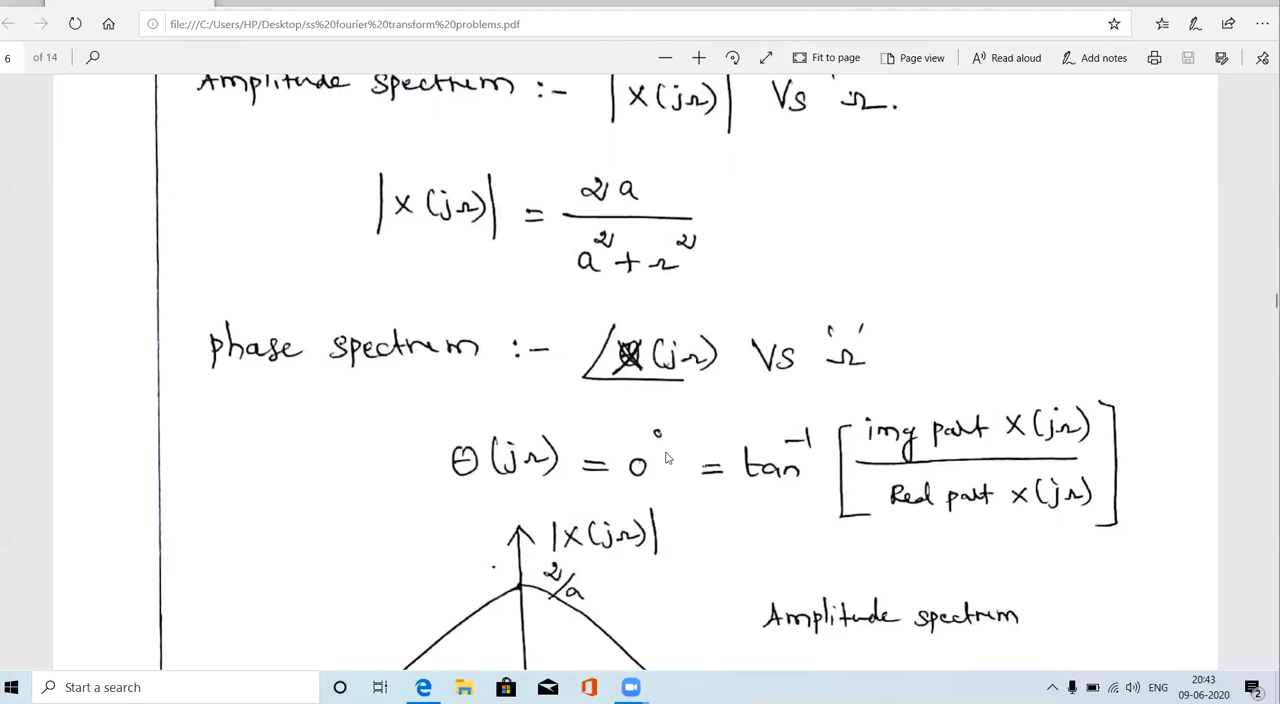 file:///C:/Users/HP/Desktop/ss%20fourier%20transform%20problems.pdf
6 of 14 Fit to page Page view Read aloud Add notes
Amplitude spectrum :- |X(jΩ)| Vs 'Ω.
|X(jΩ)| = 2a / a² + Ω²
phase spectrum :- ∠X(jΩ) Vs 'Ω'
θ(jΩ) = 0° = tan⁻¹ [img part X(jΩ) / Real part X(jΩ)]
|X(jΩ)|
2/a
Amplitude spectrum
Start a search
ENG 20:43
09-06-2020
2